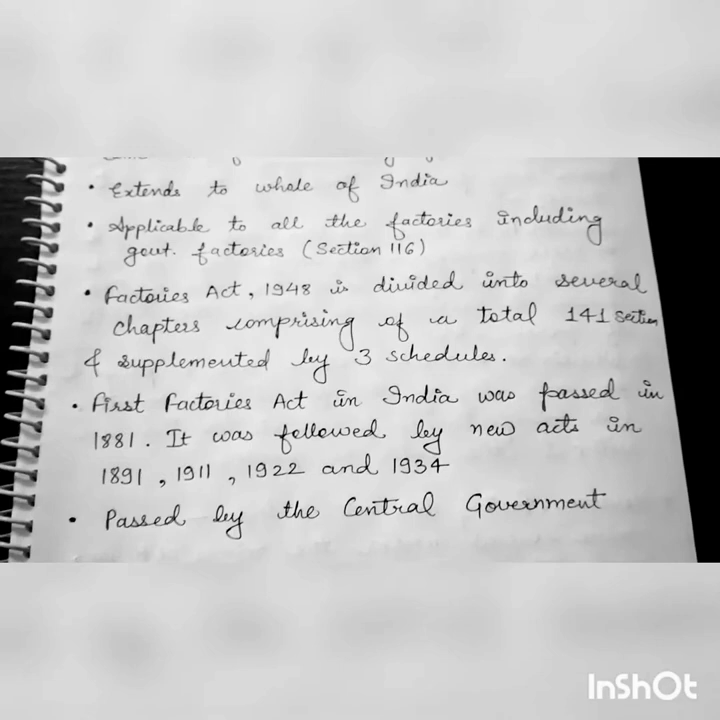 • Extends to whole of India
• Applicable to all the factories including
govt. factories (Section 116)
• Factories Act, 1948 is divided into several
chapters comprising of a total 141 section
& supplemented by 3 schedules.
• First Factories Act in India was passed in
1881. It was followed by new acts in
1891, 1911, 1922 and 1934
• Passed by the Central Government
InShOt